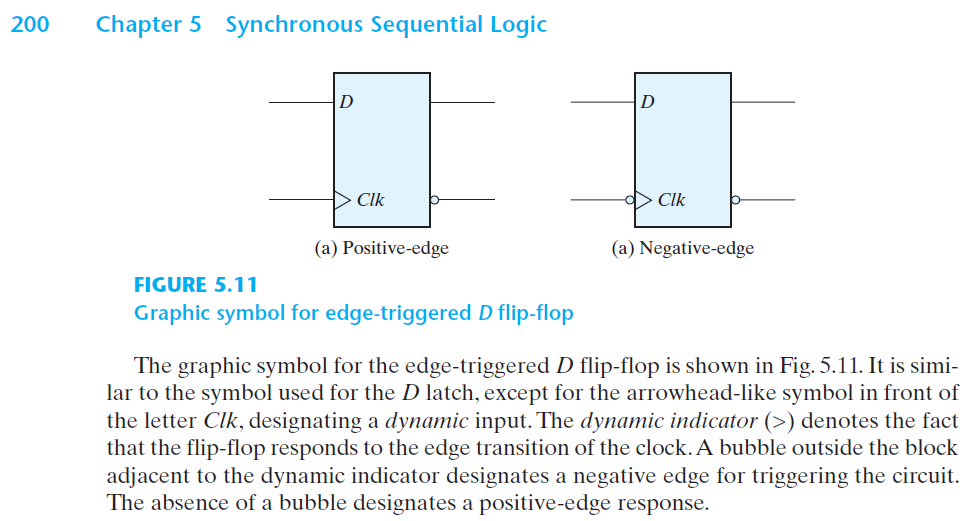 200 Chapter 5 Synchronous Sequential Logic
D
Clk
(a) Positive-edge
D
Clk
(a) Negative-edge
FIGURE 5.11
Graphic symbol for edge-triggered D flip-flop
The graphic symbol for the edge-triggered D flip-flop is shown in Fig. 5.11. It is simi-
lar to the symbol used for the D latch, except for the arrowhead-like symbol in front of
the letter Clk, designating a dynamic input. The dynamic indicator (>) denotes the fact
that the flip-flop responds to the edge transition of the clock. A bubble outside the block
adjacent to the dynamic indicator designates a negative edge for triggering the circuit.
The absence of a bubble designates a positive-edge response.